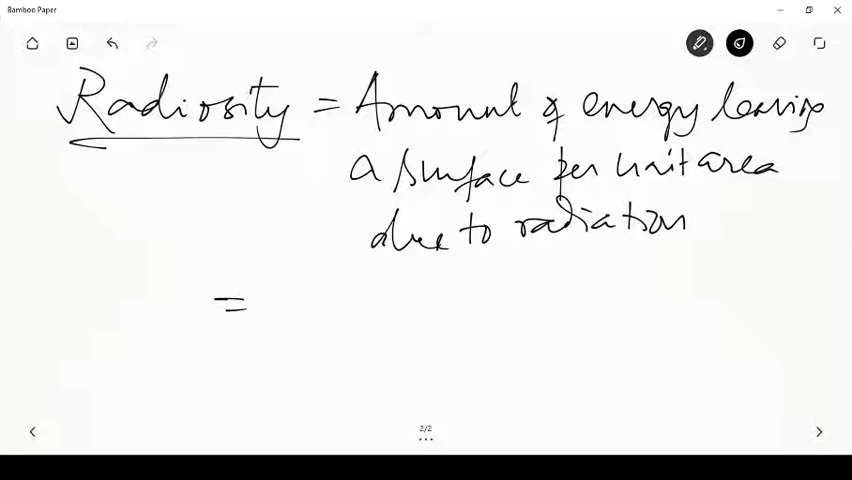 Bamboo Paper
Radiosity = Amount of energy leaving
a surface per unit area
due to radiation
=
2/2